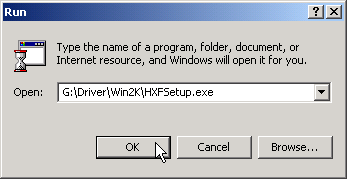 Run
Type the name of a program, folder, document, or
Internet resource, and Windows will open it for you.
Open: G:\Driver\Win2K\HXFSetup.exe
OK Cancel Browse...